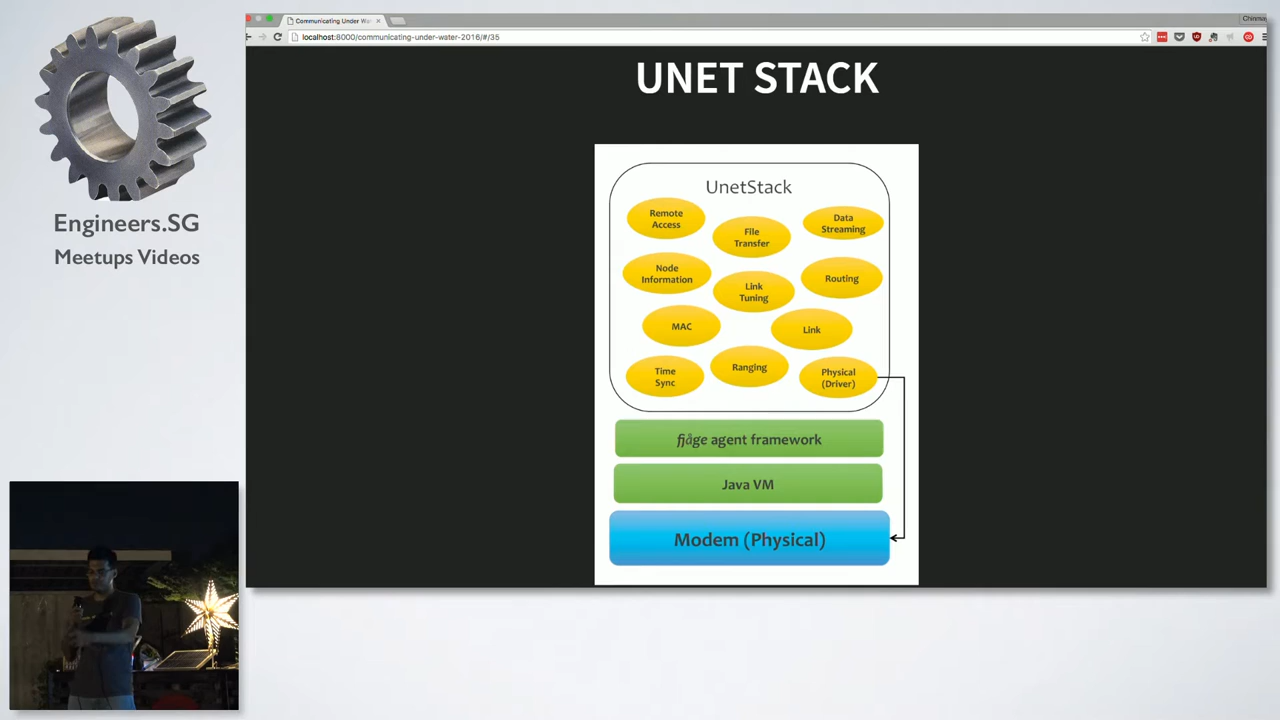 Communicating Under Wat
Chinma
localhost:8000/communicating-under-water-2016/#/35
UNET STACK
Engineers.SG
Meetups Videos
UnetStack
Remote
Access
File
Transfer
Data
Streaming
Node
Information
Link
Tuning
Routing
MAC
Link
Time
Sync
Ranging
Physical
(Driver)
fjåge agent framework
Java VM
Modem (Physical)